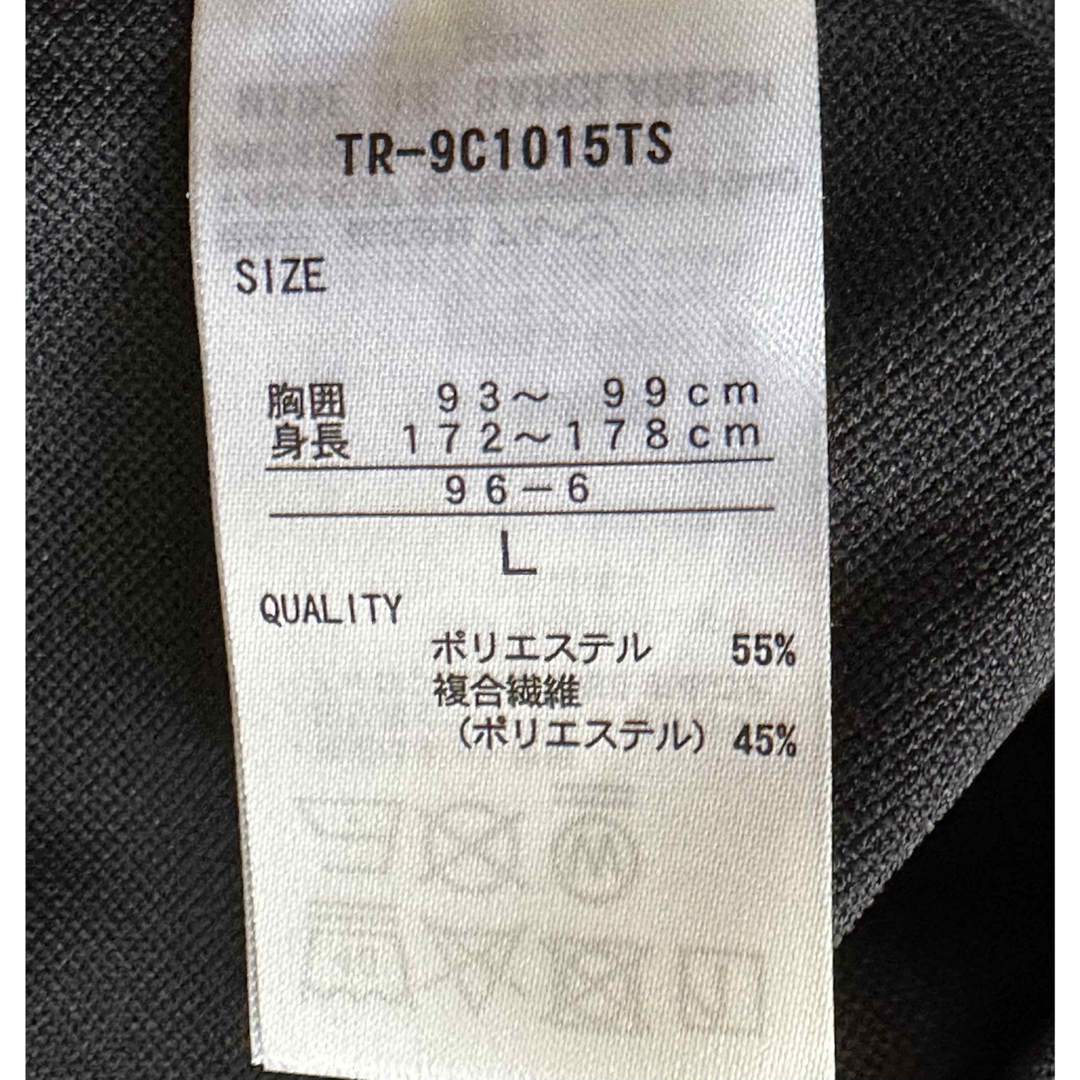 TR-9C1015TS
SIZE
胸囲 93～ 99cm
身長 172～178cm
96－6
L
QUALITY
ポリエステル 55%
複合繊維
（ポリエステル） 45%